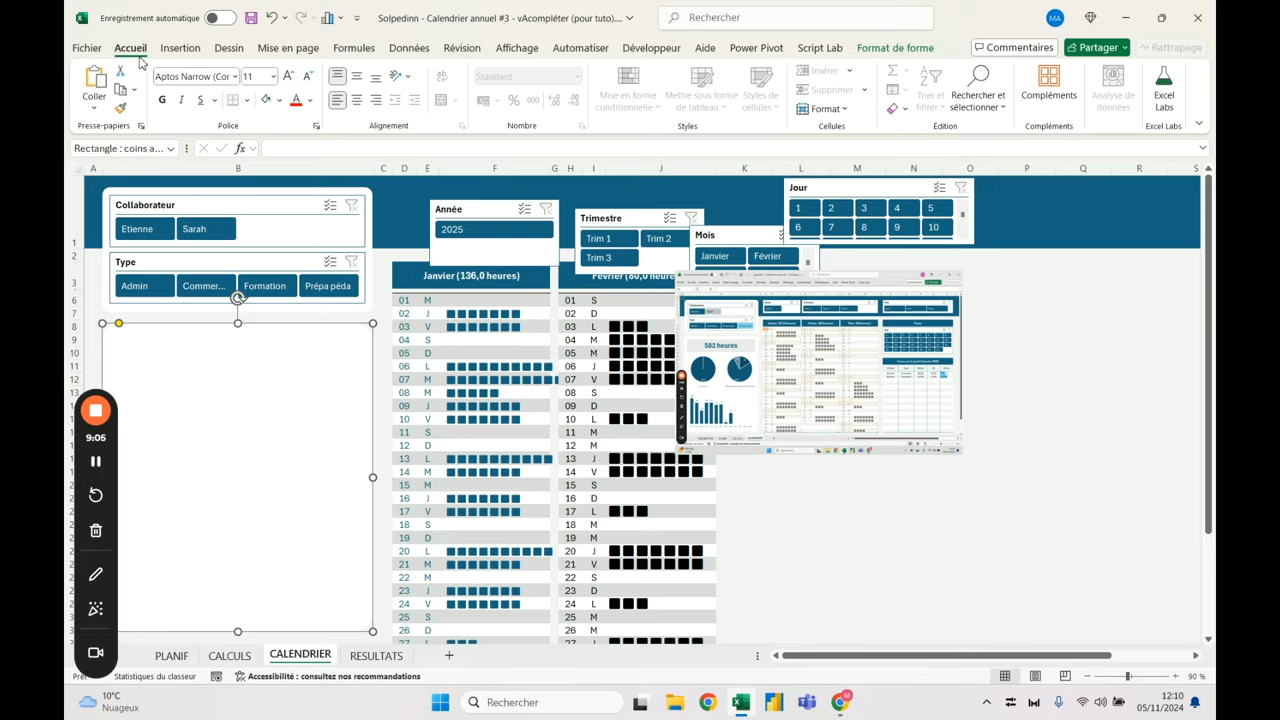 Enregistrement automatique
Solpedinn - Calendrier annuel #3 - vAcompléter (pour tuto)....
Rechercher
MA
Fichier Accueil Insertion Dessin Mise en page Formules Données Révision Affichage Automatiser Développeur Aide Power Pivot Script Lab Format de forme
Commentaires Partager Rattrapage
Coller
Aptos Narrow (Cor 11
Standard
Mise en forme conditionnelle
Mettre sous forme de tableau
Styles de cellules
Insérer
Supprimer
Format
Trier et filtrer
Rechercher et sélectionner
Compléments
Analyse de données
Excel Labs
Presse-papiers Police Alignement Nombre Styles Cellules Édition Compléments Excel Labs
Rectangle : coins a...
A B C D E F G H I J K L M N O P Q R S
Collaborateur
Etienne Sarah
Type
Admin Commer... Formation Prépa péda
Année
2025
Trimestre
Trim 1 Trim 2
Trim 3
Mois
Janvier Février
Jour
1 2 3 4 5
6 7 8 9 10
Janvier (136,0 heures)
01 M
02 J
03 V
04 S
05 D
06 L
07 M
08 M
09 J
10 V
11 S
12 D
13 L
14 M
15 M
16 J
17 V
18 S
19 D
20 L
21 M
22 M
23 J
24 V
25 S
26 D
01 S
02 D
03 L
04 M
05 M
06 J
07 V
08 S
09 D
10 L
11 M
12 M
13 J
14 V
15 S
16 D
17 L
18 M
19 M
20 J
21 V
22 S
23 D
24 L
25 M
26 M
582 heures
9:05
PLANIF CALCULS CALENDRIER RESULTATS
Statistiques du classeur
Accessibilité : consultez nos recommandations
90 %
10°C
Nuageux
Rechercher
12:10
05/11/2024